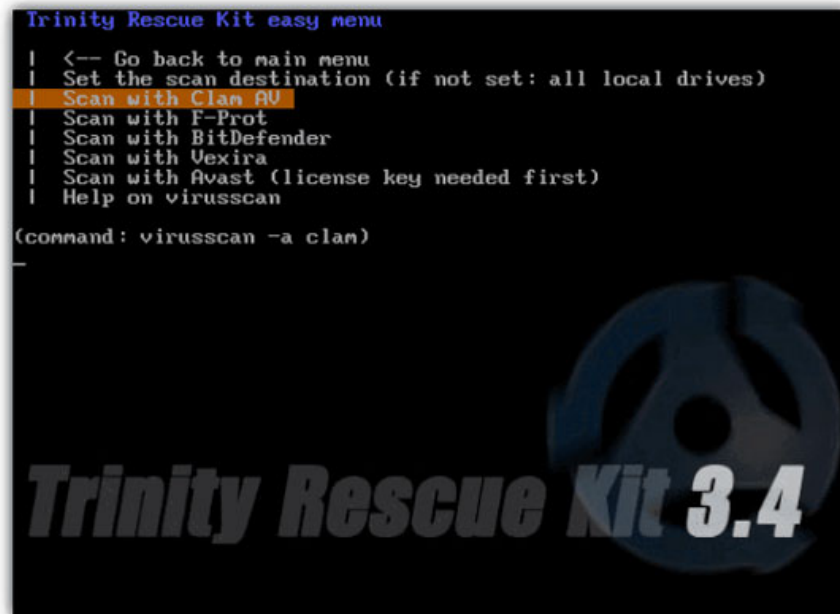 Trinity Rescue Kit easy menu
| <-- Go back to main menu
| Set the scan destination (if not set: all local drives)
| Scan with Clam AV
| Scan with F-Prot
| Scan with BitDefender
| Scan with Vexira
| Scan with Avast (license key needed first)
| Help on virusscan
(command: virusscan -a clam)
_
Trinity Rescue Kit 3.4